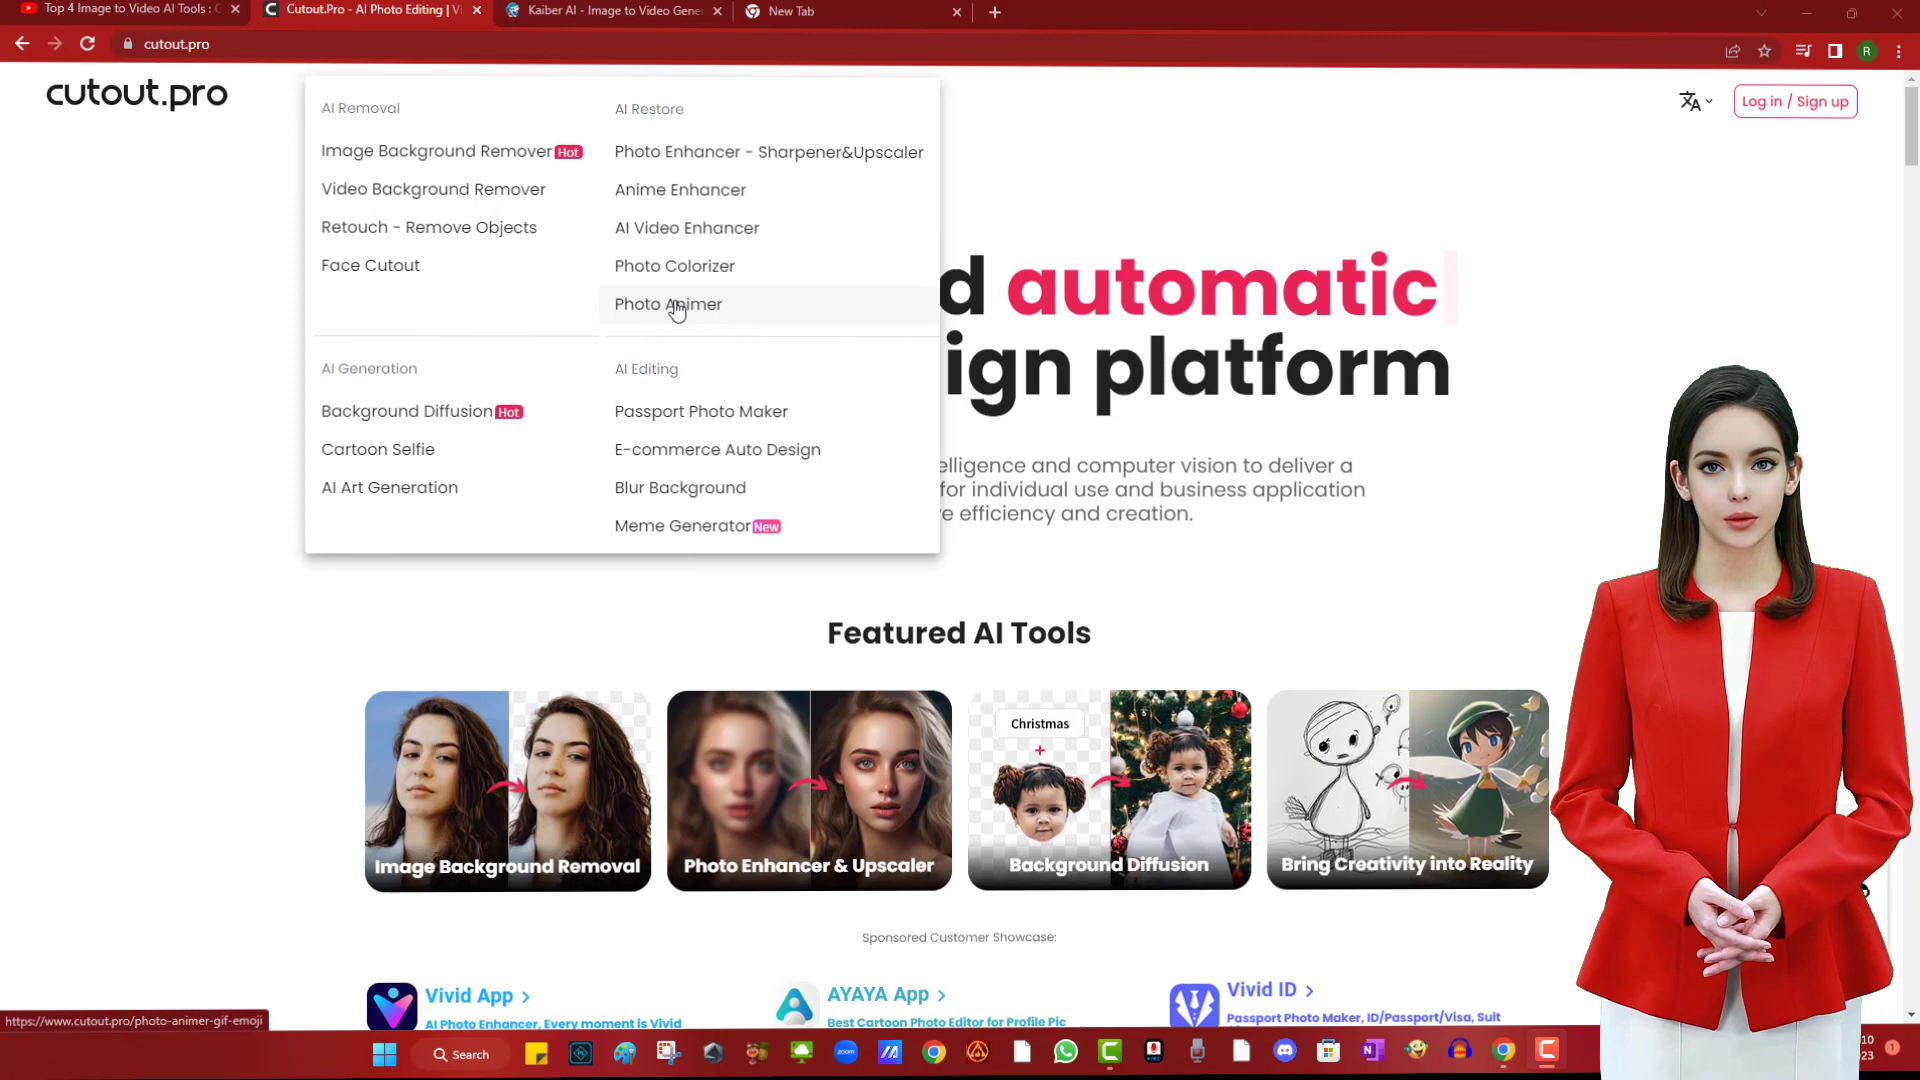 Top 4 Image to Video AI Tools :
Cutout.Pro - AI Photo Editing |
Kaiber AI - Image to Video Gene
New Tab
cutout.pro
R
cutout.pro
Log in / Sign up
AI Removal
Image Background Remover Hot
Video Background Remover
Retouch - Remove Objects
Face Cutout
AI Restore
Photo Enhancer - Sharpener&Upscaler
Anime Enhancer
AI Video Enhancer
Photo Colorizer
Photo Animer
AI Generation
Background Diffusion Hot
Cartoon Selfie
AI Art Generation
AI Editing
Passport Photo Maker
E-commerce Auto Design
Blur Background
Meme Generator New
d automatic
ign platform
elligence and computer vision to deliver a
for individual use and business application
e efficiency and creation.
Featured AI Tools
Image Background Removal
Photo Enhancer & Upscaler
Christmas
+
Background Diffusion
Bring Creativity into Reality
Sponsored Customer Showcase:
Vivid App >
AI Photo Enhancer, Every moment is Vivid
AYAYA App >
Best Cartoon Photo Editor for Profile Pic
Vivid ID >
Passport Photo Maker, ID/Passport/Visa, Suit
https://www.cutout.pro/photo-animer-gif-emoji
Search
zoom
10
23
1